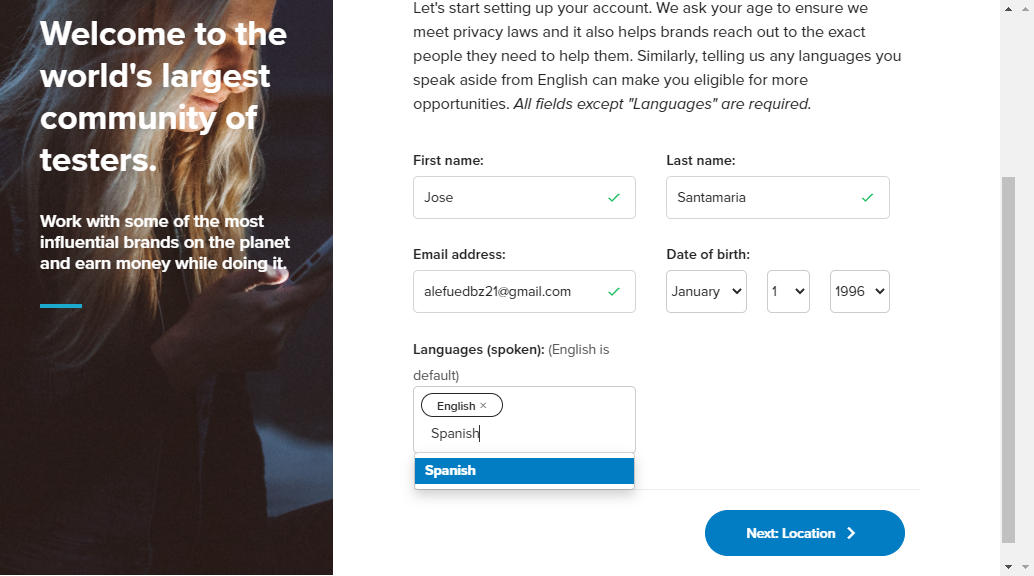 Welcome to the
world's largest
community of
testers.
Work with some of the most
influential brands on the planet
and earn money while doing it.
Let's start setting up your account. We ask your age to ensure we
meet privacy laws and it also helps brands reach out to the exact
people they need to help them. Similarly, telling us any languages you
speak aside from English can make you eligible for more
opportunities. All fields except "Languages" are required.
First name: Last name:
Jose Santamaria
Email address: Date of birth:
alefuedbz21@gmail.com January 1 1996
Languages (spoken): (English is
default)
English ×
Spanish
Spanish
Next: Location